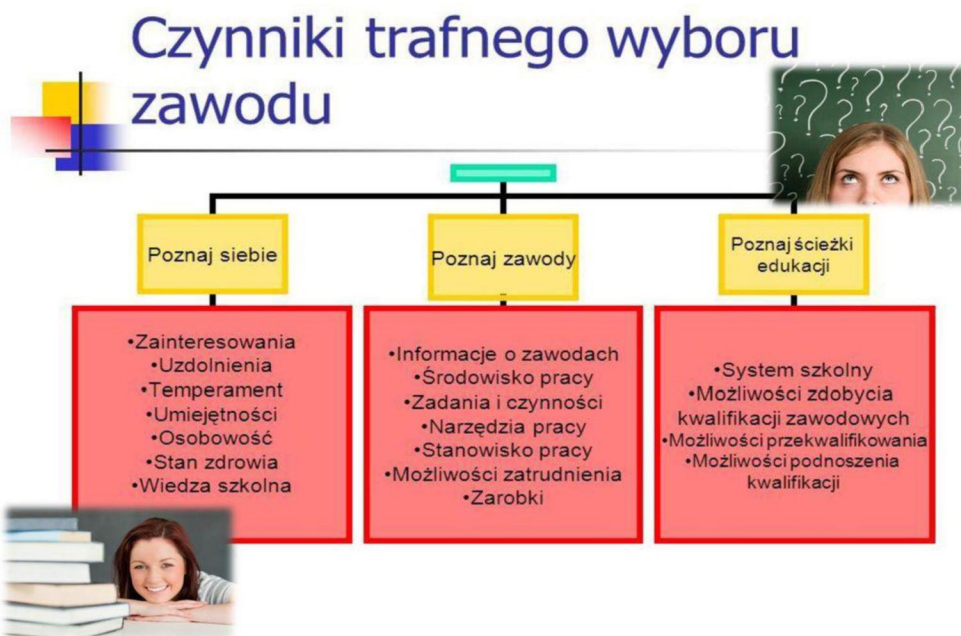 Czynniki trafnego wyboru
zawodu
Poznaj siebie
•Zainteresowania
•Uzdolnienia
•Temperament
•Umiejętności
•Osobowość
•Stan zdrowia
•Wiedza szkolna
Poznaj zawody
•Informacje o zawodach
•Środowisko pracy
•Zadania i czynności
•Narzędzia pracy
•Stanowisko pracy
•Możliwości zatrudnienia
•Zarobki
Poznaj ścieżki
edukacji
•System szkolny
•Możliwości zdobycia
kwalifikacji zawodowych
•Możliwości przekwalifikowania
•Możliwości podnoszenia
kwalifikacji